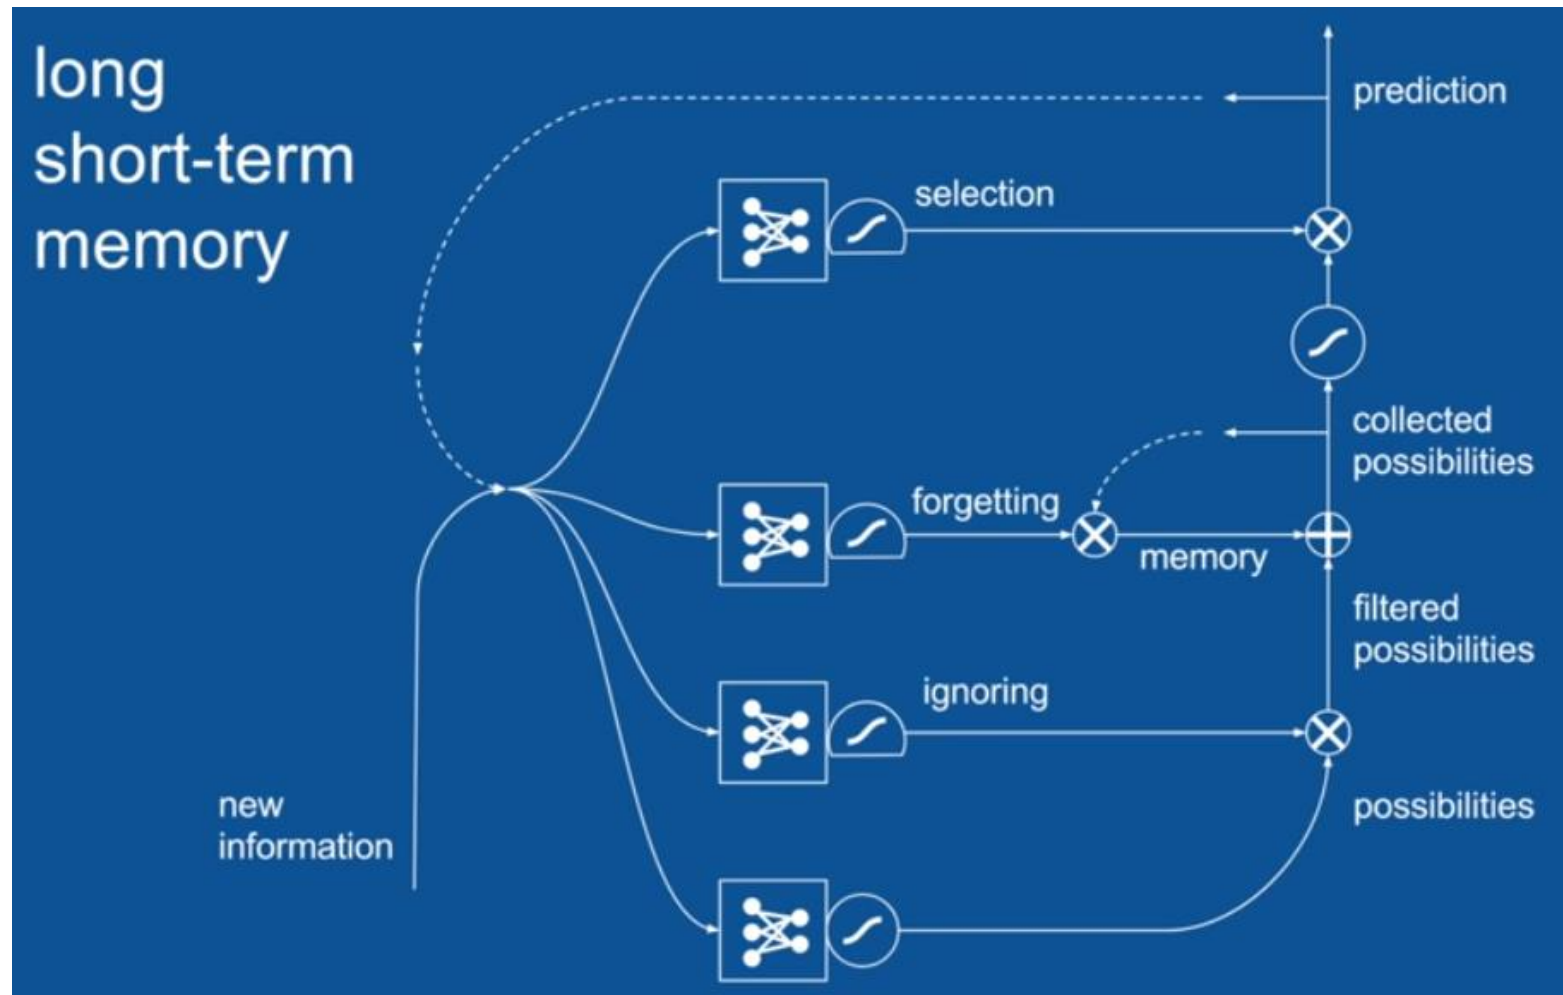 long
short-term
memory
prediction
selection
collected
possibilities
forgetting
memory
filtered
possibilities
ignoring
new
information
possibilities